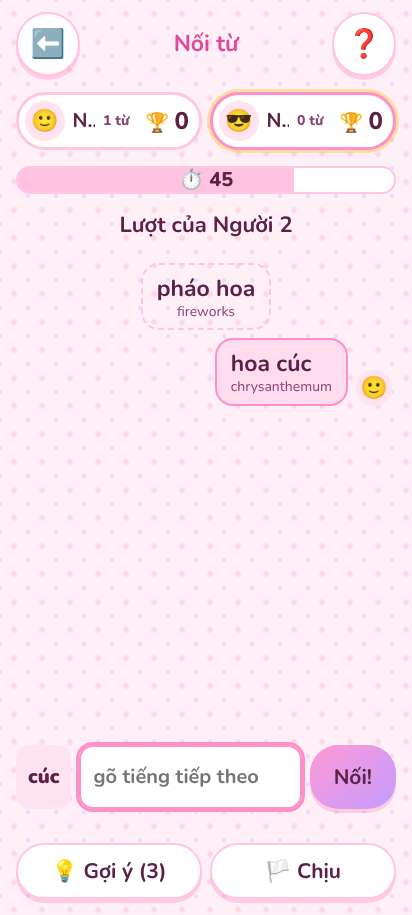 Nối từ
N.. 1 từ 0
N.. 0 từ 0
45
Lượt của Người 2
pháo hoa
fireworks
hoa cúc
chrysanthemum
cúc gõ tiếng tiếp theo Nối!
Gợi ý (3) Chịu